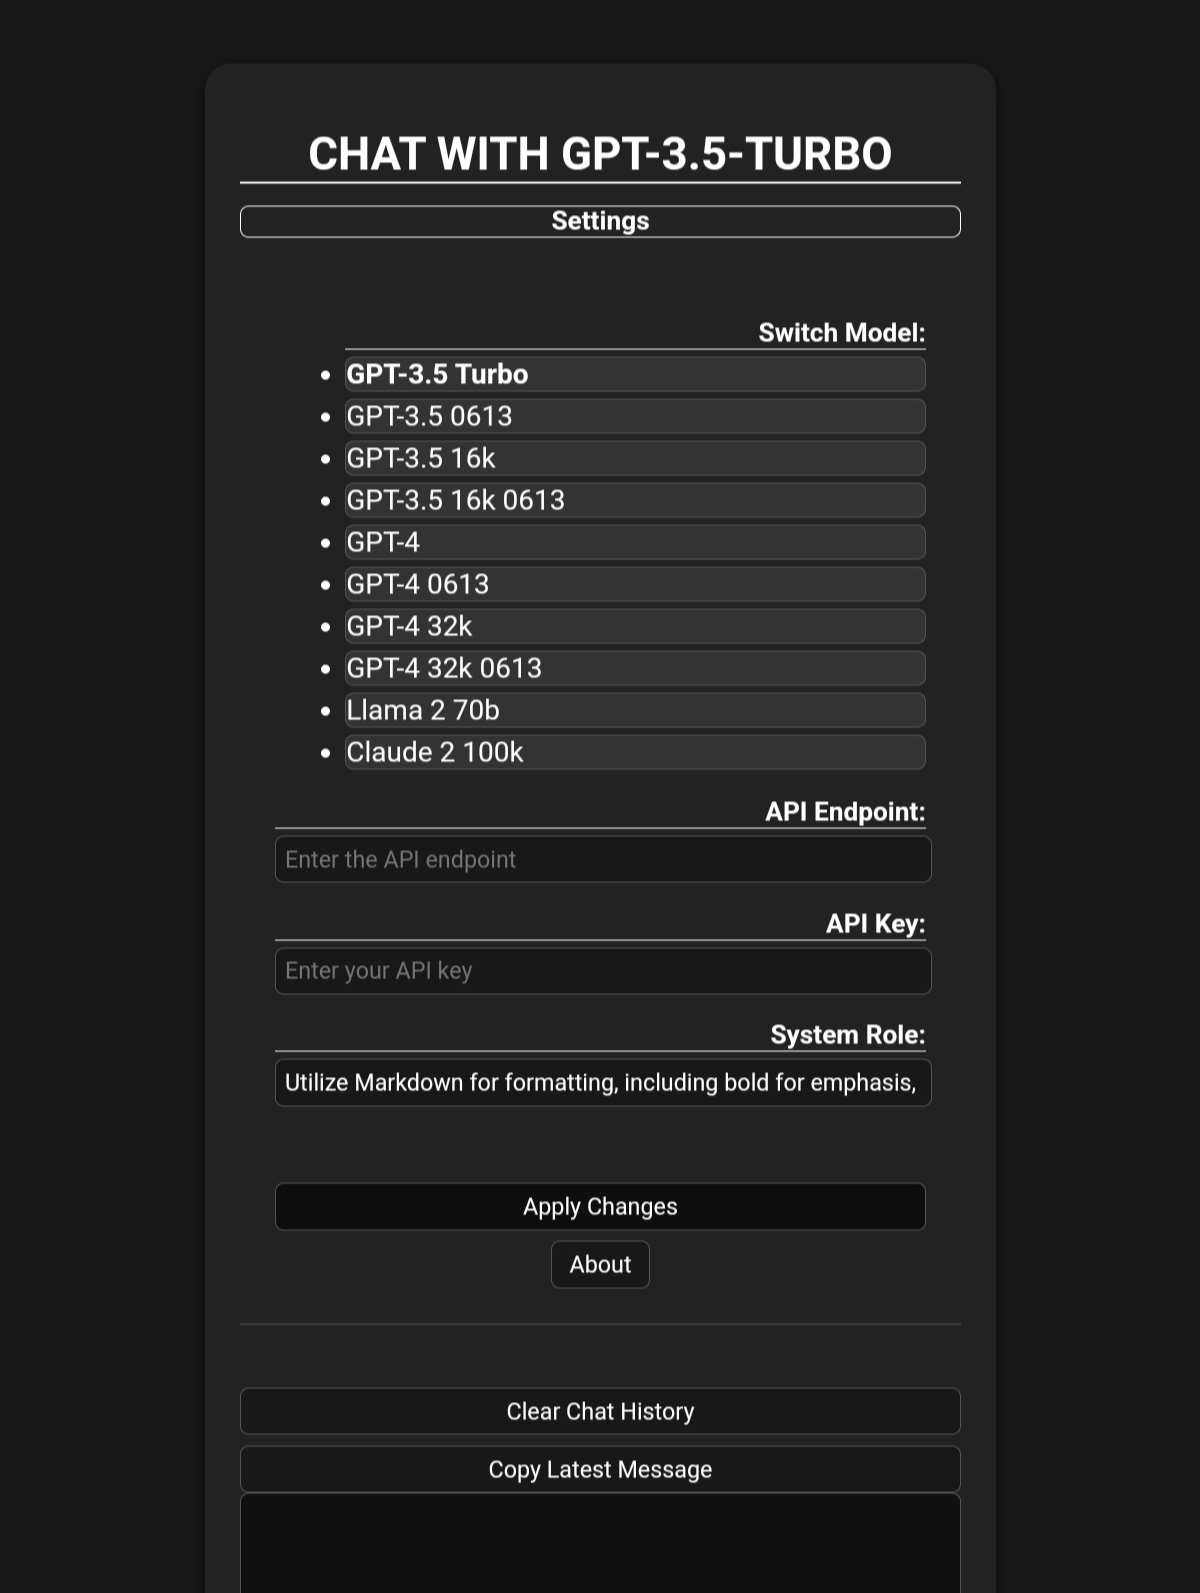 CHAT WITH GPT-3.5-TURBO
Settings
Switch Model:
GPT-3.5 Turbo
GPT-3.5 0613
GPT-3.5 16k
GPT-3.5 16k 0613
GPT-4
GPT-4 0613
GPT-4 32k
GPT-4 32k 0613
Llama 2 70b
Claude 2 100k
API Endpoint:
Enter the API endpoint
API Key:
Enter your API key
System Role:
Utilize Markdown for formatting, including bold for emphasis,
Apply Changes
About
Clear Chat History
Copy Latest Message